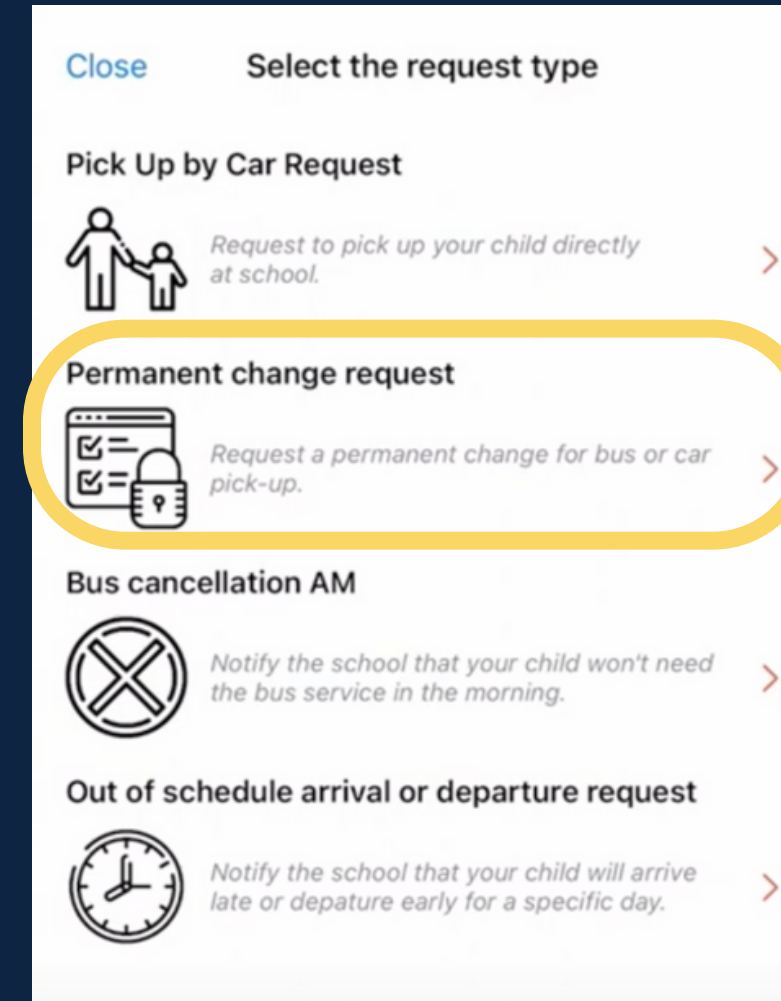 Close
Select the request type
Pick Up by Car Request
Request to pick up your child directly
at school.
Permanent change request
Request a permanent change for bus or car
pick-up.
Bus cancellation AM
Notify the school that your child won't need
the bus service in the morning.
Out of schedule arrival or departure request
Notify the school that your child will arrive
late or depature early for a specific day.